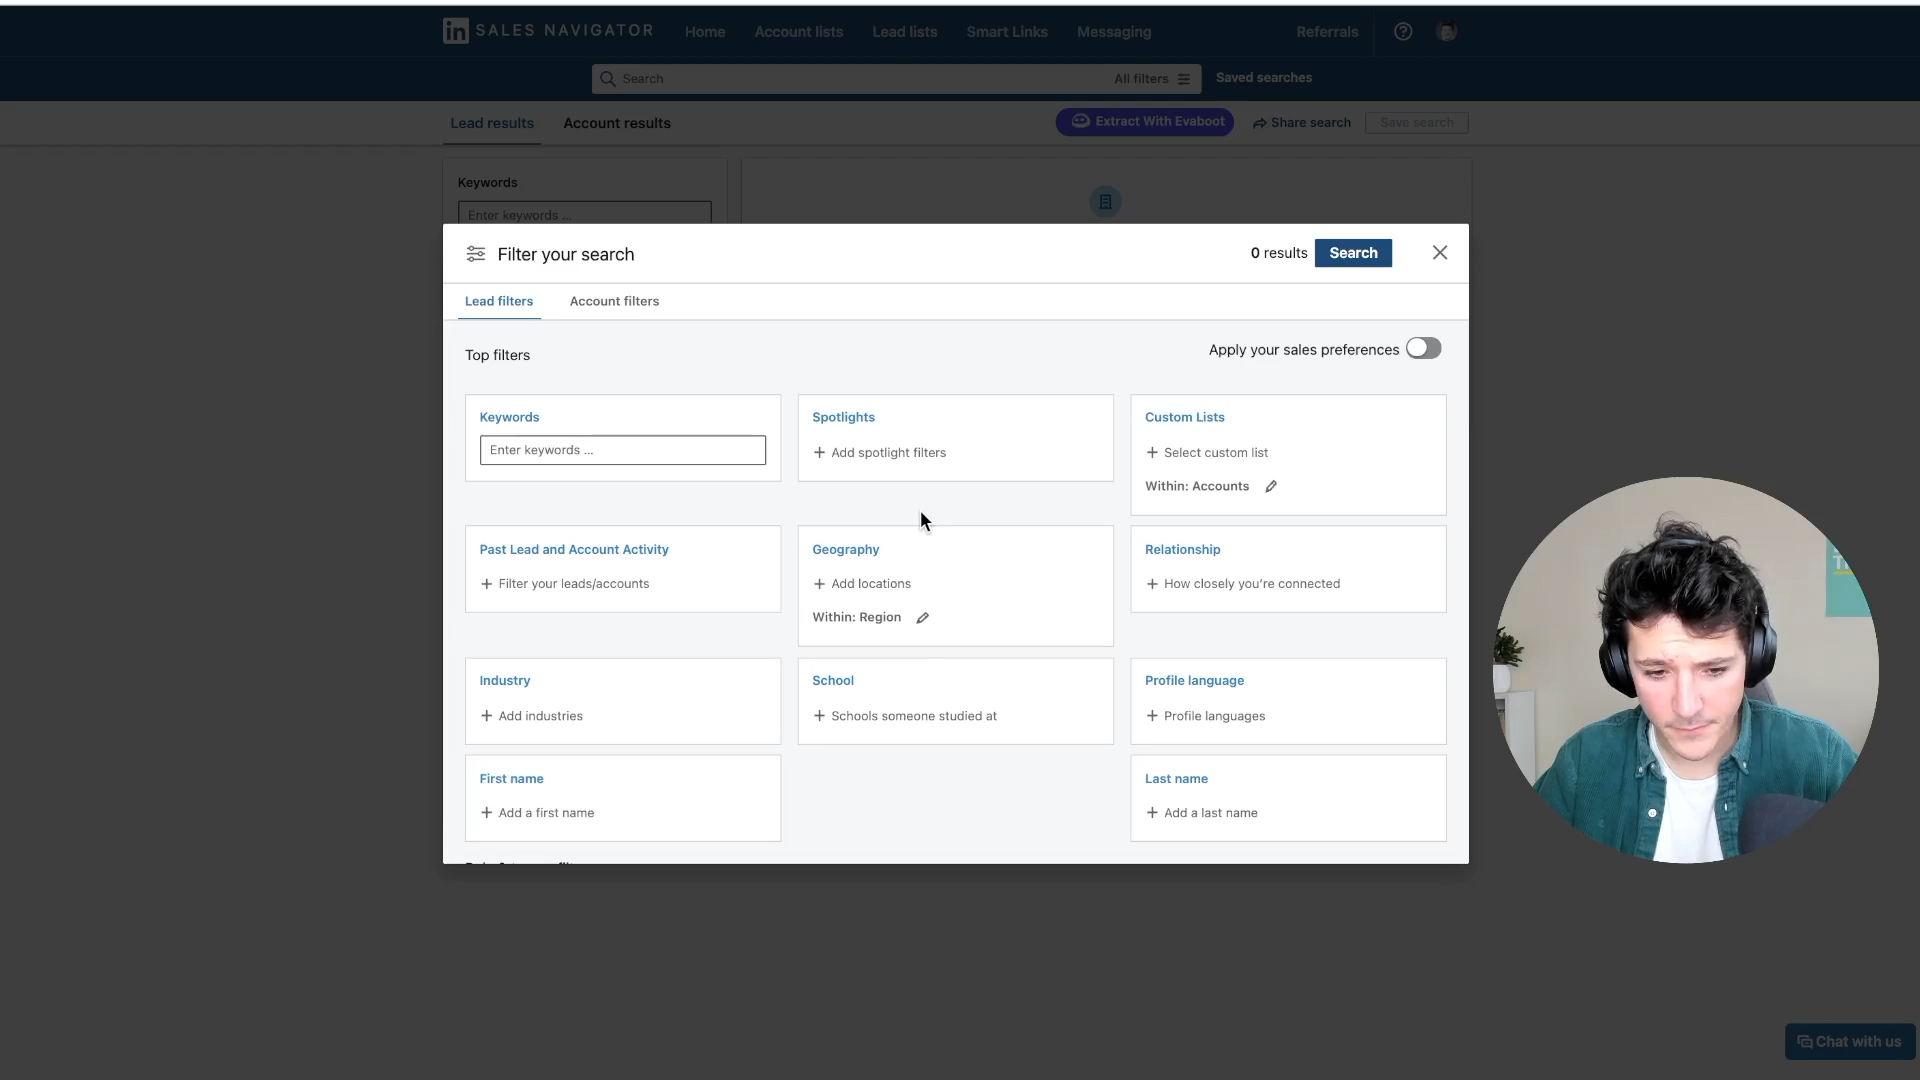 in SALES NAVIGATOR Home Account lists Lead lists Smart Links Messaging Referrals
Search All filters Saved searches
Lead results Account results Extract With Evaboot Share search Save search
Keywords
Enter keywords ...
Filter your search 0 results Search
Lead filters Account filters
Top filters Apply your sales preferences
Keywords Spotlights Custom Lists
Enter keywords ... + Add spotlight filters + Select custom list
Within: Accounts
Past Lead and Account Activity Geography Relationship
+ Filter your leads/accounts + Add locations + How closely you're connected
Within: Region
Industry School Profile language
+ Add industries + Schools someone studied at + Profile languages
First name Last name
+ Add a first name + Add a last name
Chat with us